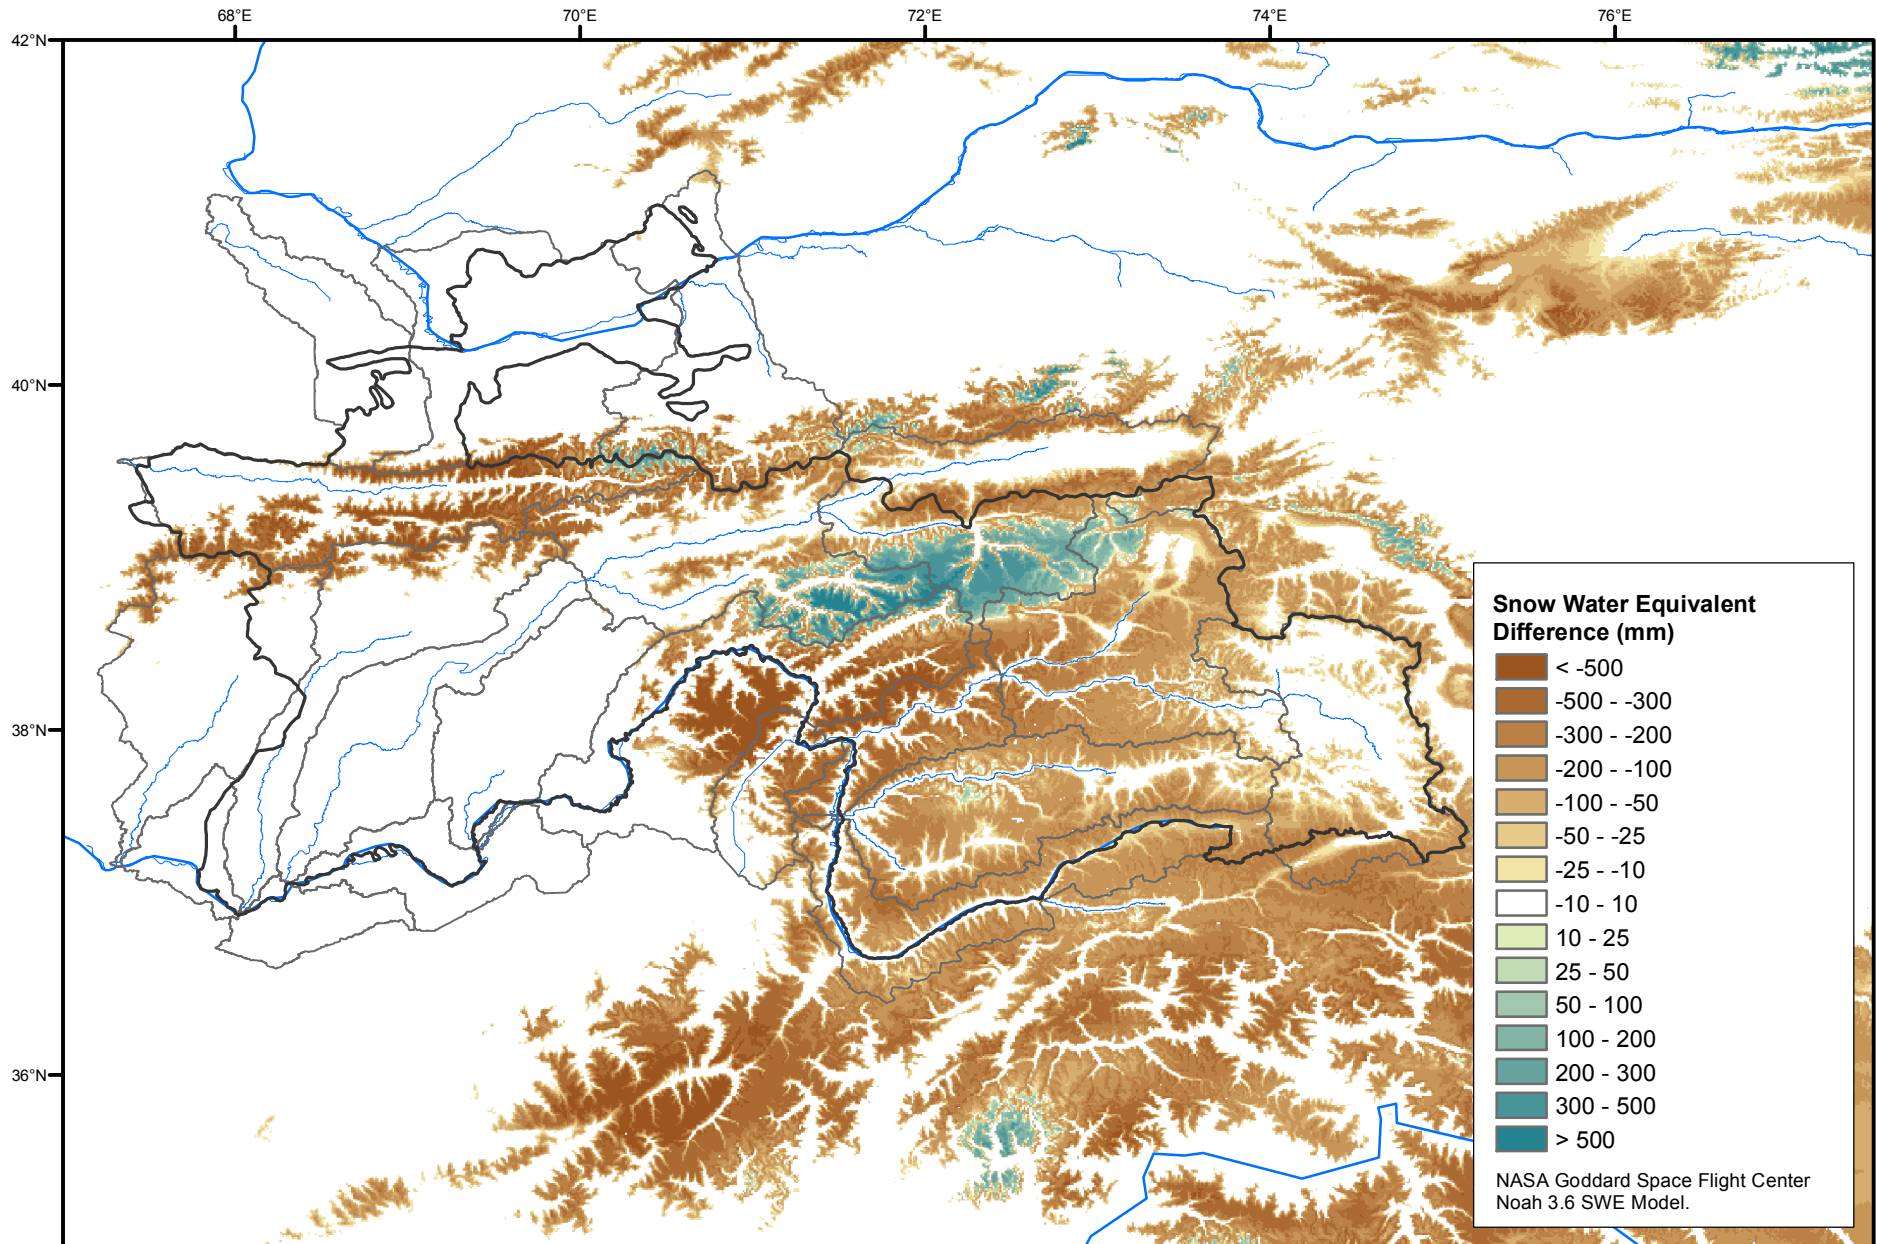 68°E
70°E
72°E
74°E
76°E
42°N
40°N
38°N
36°N
Snow Water Equivalent
Difference (mm)
< -500
-500 - -300
-300 - -200
-200 - -100
-100 - -50
-50 - -25
-25 - -10
-10 - 10
10 - 25
25 - 50
50 - 100
100 - 200
200 - 300
300 - 500
> 500
NASA Goddard Space Flight Center
Noah 3.6 SWE Model.